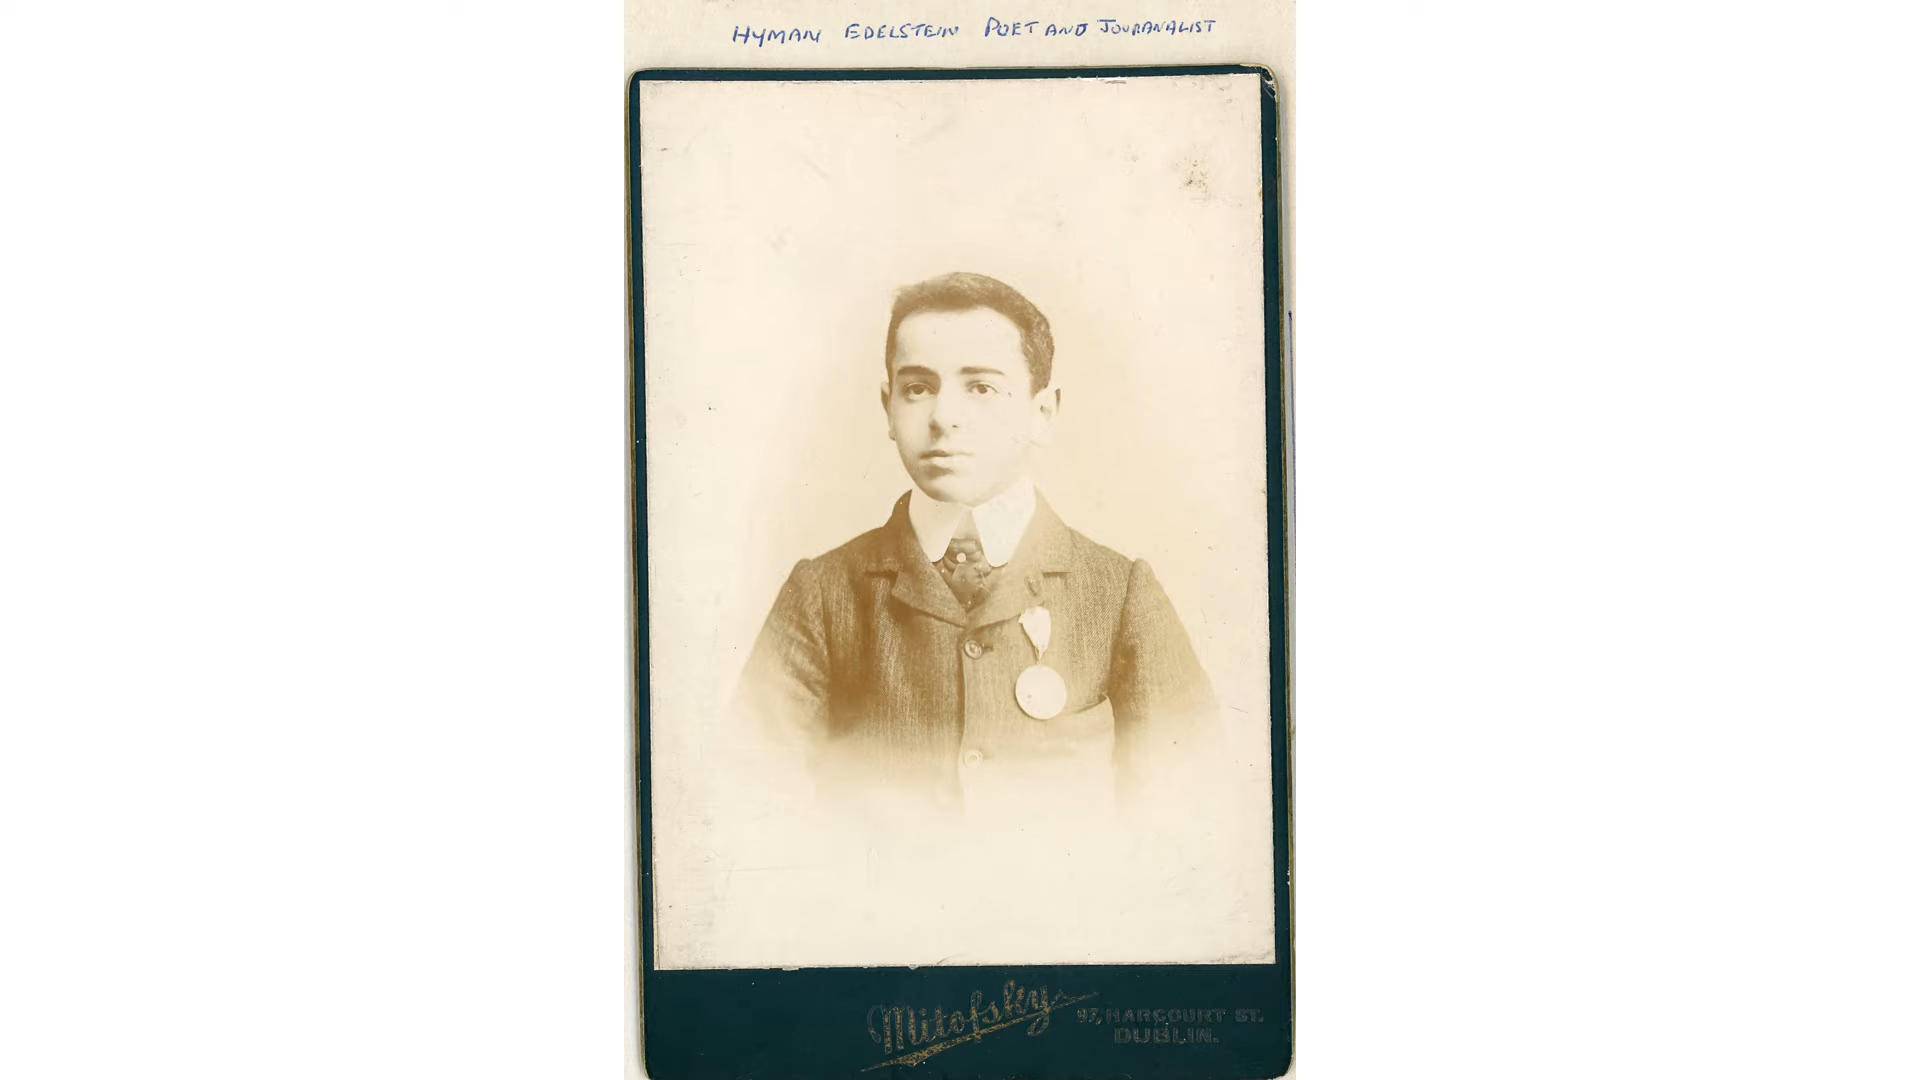 HYMAN EDELSTEIN POET AND JOURANALIST
Mitofsky
97, HARCOURT ST.
DUBLIN.